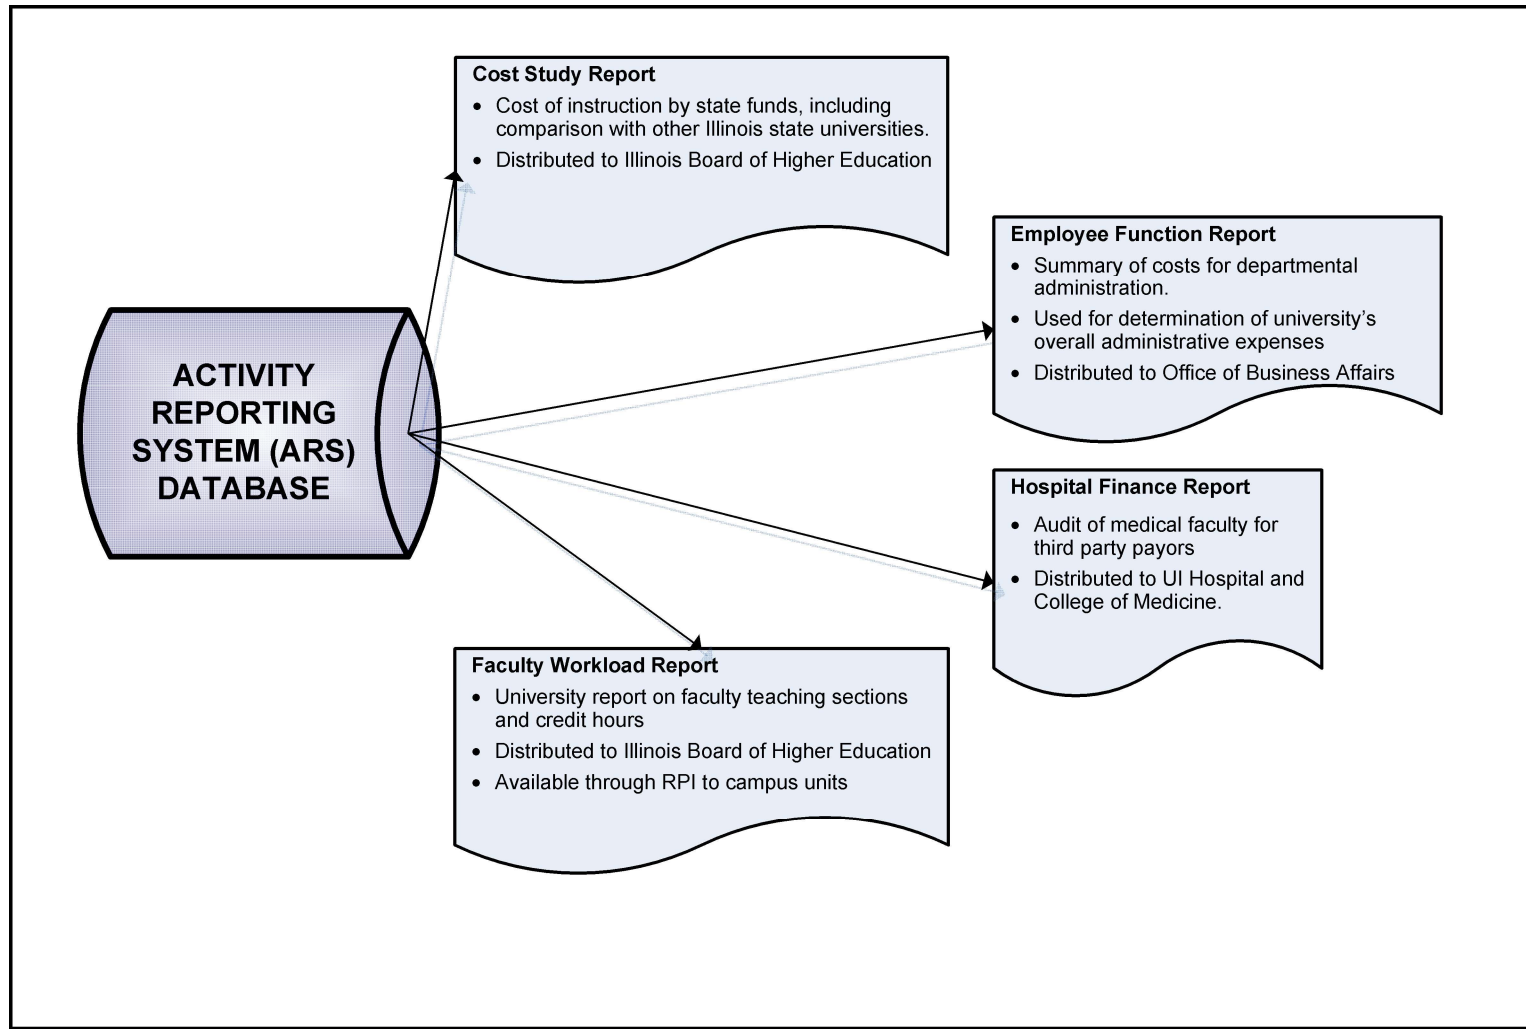 Cost Study Report
• Cost of instruction by state funds, including
comparison with other Illinois state universities.
• Distributed to Illinois Board of Higher Education
Employee Function Report
• Summary of costs for departmental
administration.
• Used for determination of university’s
overall administrative expenses
• Distributed to Office of Business Affairs
ACTIVITY
REPORTING
SYSTEM (ARS)
DATABASE
Hospital Finance Report
• Audit of medical faculty for
third party payors
• Distributed to UI Hospital and
College of Medicine.
Faculty Workload Report
• University report on faculty teaching sections
and credit hours
• Distributed to Illinois Board of Higher Education
• Available through RPI to campus units